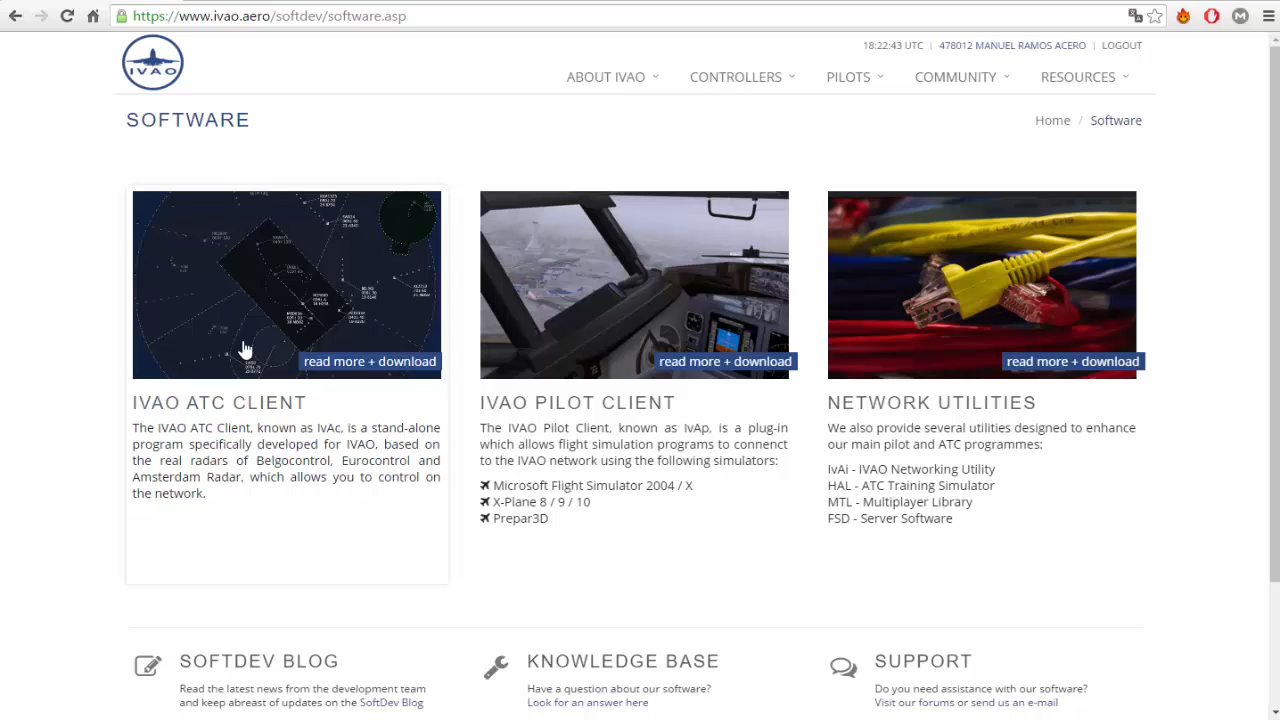 https://www.ivao.aero/softdev/software.asp
18:22:43 UTC | 478012 MANUEL RAMOS ACERO | LOGOUT
IVAO
ABOUT IVAO CONTROLLERS PILOTS COMMUNITY RESOURCES
SOFTWARE
Home / Software
read more + download
read more + download
read more + download
IVAO ATC CLIENT
The IVAO ATC Client, known as IvAc, is a stand-alone
program specifically developed for IVAO, based on
the real radars of Belgocontrol, Eurocontrol and
Amsterdam Radar, which allows you to control on
the network.
IVAO PILOT CLIENT
The IVAO Pilot Client, known as IvAp, is a plug-in
which allows flight simulation programs to connenct
to the IVAO network using the following simulators:
Microsoft Flight Simulator 2004 / X
X-Plane 8 / 9 / 10
Prepar3D
NETWORK UTILITIES
We also provide several utilities designed to enhance
our main pilot and ATC programmes:
IvAi - IVAO Networking Utility
HAL - ATC Training Simulator
MTL - Multiplayer Library
FSD - Server Software
SOFTDEV BLOG
Read the latest news from the development team
and keep abreast of updates on the SoftDev Blog
KNOWLEDGE BASE
Have a question about our software?
Look for an answer here
SUPPORT
Do you need assistance with our software?
Visit our forums or send us an e-mail